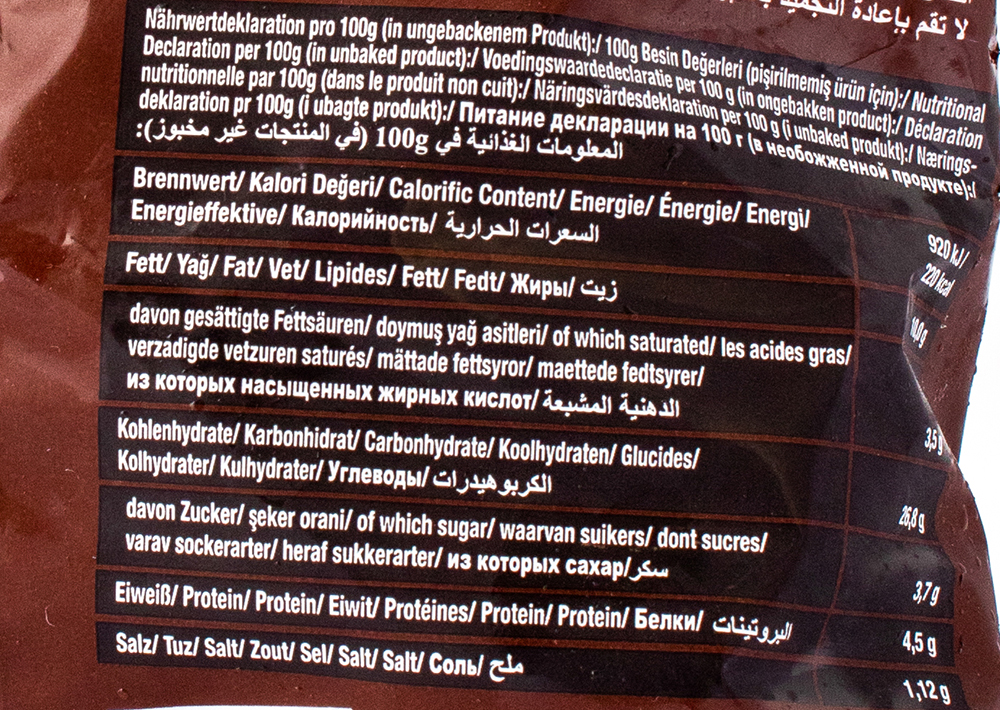 لا تقم بإعادة
Nährwertdeklaration pro 100g (in ungebackenem Produkt):/ 100g Besin Değerleri (pişirilmemiş ürün için):/ Nutritional
Declaration per 100g (in unbaked product):/ Voedingswaardedeclaratie per 100 g (in ongebakken product):/ Déclaration
nutritionnelle par 100g (dans le produit non cuit):/ Näringsvärdesdeklaration per 100 g (i unbaked produkt):/ Nærings-
deklaration pr 100g (i ubagte produkt):/ Питание декларации на 100 г (в необожженной продукте):/
المعلومات الغذائية في 100g (في المنتجات غير مخبوز):
Brennwert/ Kalori Değeri/ Calorific Content/ Energie/ Énergie/ Energi/
Energieffektive/ Калорийность/ السعرات الحرارية
920 kJ/
220 kcal
Fett/ Yağ/ Fat/ Vet/ Lipides/ Fett/ Fedt/ Жиры/ زيت
10,0 g
davon gesättigte Fettsäuren/ doymuş yağ asitleri/ of which saturated/ les acides gras/
verzádigde vetzuren saturés/ mättade fettsyror/ maettede fedtsyrer/
из которых насыщенных жирных кислот/ الدهنية المشبعة
3,5 g
Kohlenhydrate/ Karbonhidrat/ Carbonhydrate/ Koolhydraten/ Glucides/
Kolhydrater/ Kulhydrater/ Углеводы/ الكربوهيدرات
26,8 g
davon Zucker/ şeker orani/ of which sugar/ waarvan suikers/ dont sucres/
varav sockerarter/ heraf sukkerarter/ из которых сахар/سكر
3,7 g
Eiweiß/ Protein/ Protein/ Eiwit/ Protéines/ Protein/ Protein/ Белки/ البروتينات
4,5 g
Salz/ Tuz/ Salt/ Zout/ Sel/ Salt/ Salt/ Соль/ ملح
1,12 g